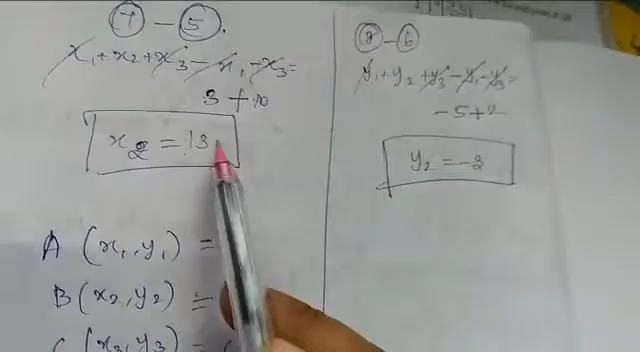 ⑦ - ⑤.
x₁ + x₂ + x₃ - x₁ - x₃ =
3 + 10
x₂ = 13
A (x₁, y₁) =
B (x₂, y₂) =
C (x₃, y₃) =
⑧ - ⑥
y₁ + y₂ + y₃ - y₁ - y₃ =
- 5 + 2
y₂ = -3